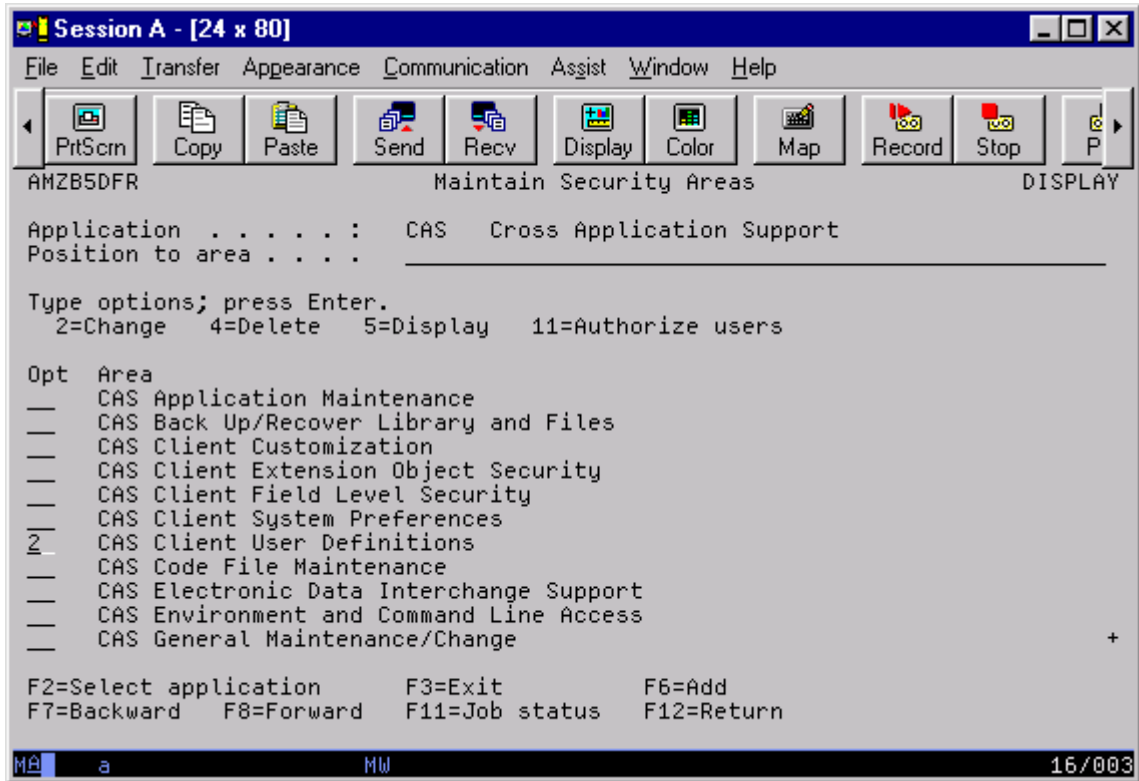 Session A - [24 x 80]
File Edit Transfer Appearance Communication Assist Window Help
PrtScrn Copy Paste Send Recv Display Color Map Record Stop P
AMZB5DFR Maintain Security Areas DISPLAY
Application . . . . . : CAS Cross Application Support
Position to area . . . .
Type options; press Enter.
2=Change 4=Delete 5=Display 11=Authorize users
Opt Area
CAS Application Maintenance
CAS Back Up/Recover Library and Files
CAS Client Customization
CAS Client Extension Object Security
CAS Client Field Level Security
CAS Client System Preferences
2 CAS Client User Definitions
CAS Code File Maintenance
CAS Electronic Data Interchange Support
CAS Environment and Command Line Access
CAS General Maintenance/Change +
F2=Select application F3=Exit F6=Add
F7=Backward F8=Forward F11=Job status F12=Return
MA a MW 16/003